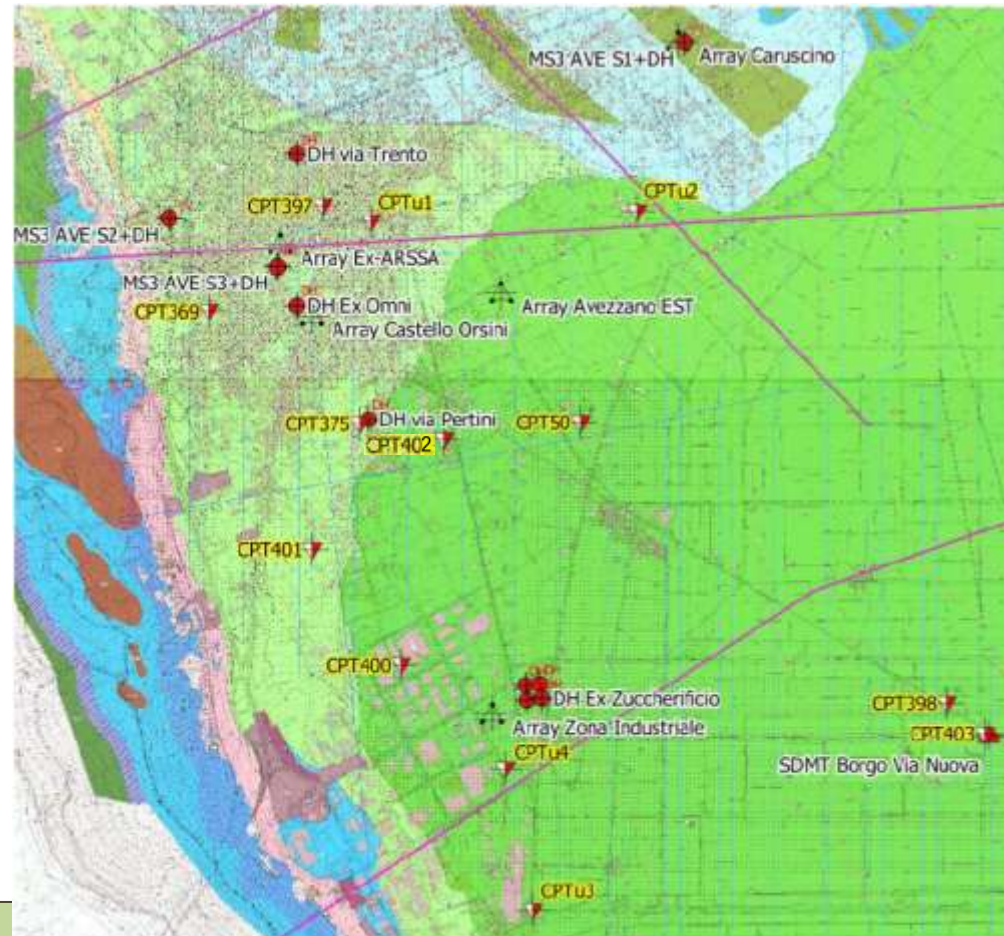 MS3 AVE S1+DH
Array Caruscino
DH via Trento
CPTu2
CPT397
CPTu1
MS3 AVE S2+DH
Array Ex-ARSSA
MS3 AVE S3+DH
DH Ex Omni
Array Avezzano EST
CPT369
Array Castello Orsini
DH
CPT375
DH via Pertini
CPT50
CPT402
CPT401
CPT400
DH Ex Zuccherificio
CPT398
Array Zona Industriale
CPT403
CPTu4
SDMT Borgo Via Nuova
CPTu3